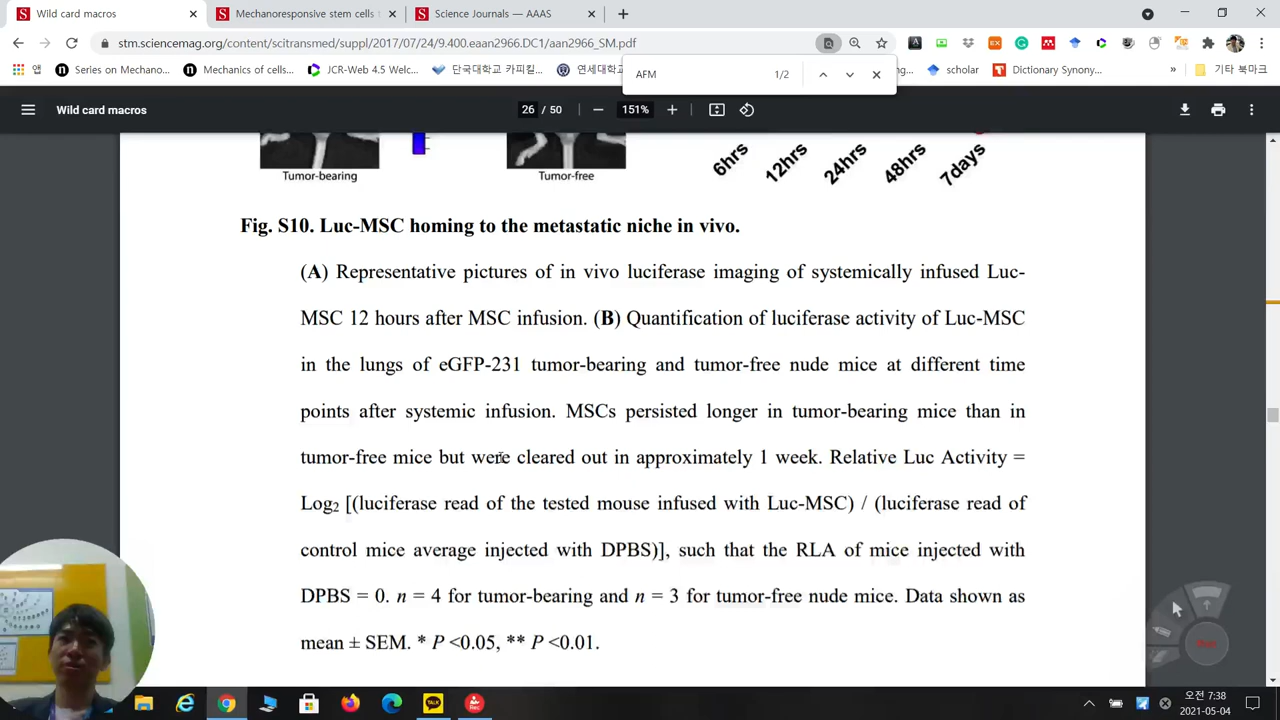 Wild card macros
Mechanoresponsive stem cells t
Science Journals — AAAS
stm.sciencemag.org/content/scitransmed/suppl/2017/07/24/9.400.eaan2966.DC1/aan2966_SM.pdf
앱
Series on Mechano...
Mechanics of cells...
JCR-Web 4.5 Welc...
단국대학교 카피킬...
연세대학교
scholar
Dictionary Synony...
»
기타 북마크
AFM 1/2
Wild card macros
26 / 50
151%
Tumor-bearing
Tumor-free
6hrs
12hrs
24hrs
48hrs
7days
Fig. S10. Luc-MSC homing to the metastatic niche in vivo.
(A) Representative pictures of in vivo luciferase imaging of systemically infused Luc-
MSC 12 hours after MSC infusion. (B) Quantification of luciferase activity of Luc-MSC
in the lungs of eGFP-231 tumor-bearing and tumor-free nude mice at different time
points after systemic infusion. MSCs persisted longer in tumor-bearing mice than in
tumor-free mice but were cleared out in approximately 1 week. Relative Luc Activity =
Log2 [(luciferase read of the tested mouse infused with Luc-MSC) / (luciferase read of
control mice average injected with DPBS)], such that the RLA of mice injected with
DPBS = 0. n = 4 for tumor-bearing and n = 3 for tumor-free nude mice. Data shown as
mean ± SEM. * P <0.05, ** P <0.01.
TALK
Rec
오전 7:38
2021-05-04